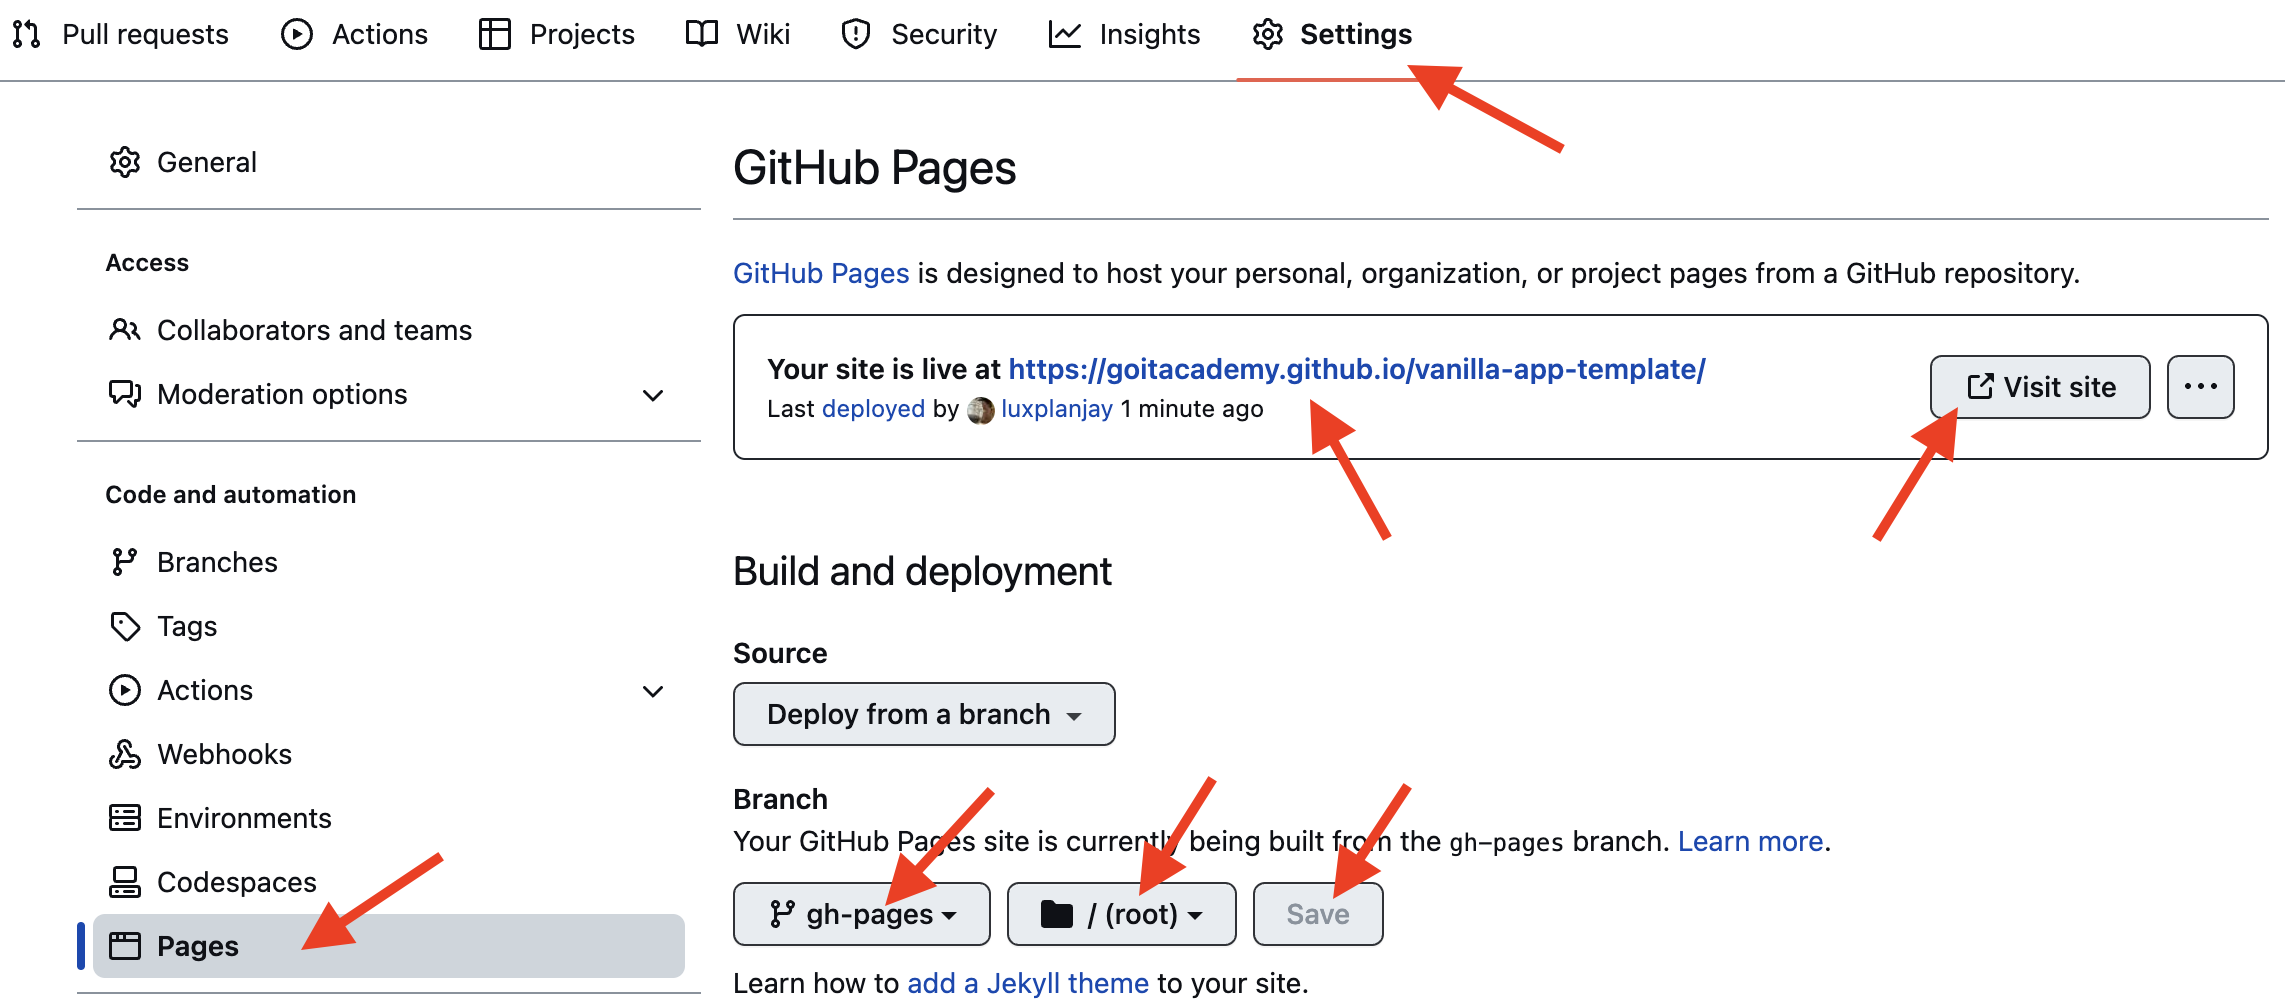 Pull requests Actions Projects Wiki Security Insights Settings
General
Access
Collaborators and teams
Moderation options
Code and automation
Branches
Tags
Actions
Webhooks
Environments
Codespaces
Pages
GitHub Pages
GitHub Pages is designed to host your personal, organization, or project pages from a GitHub repository.
Your site is live at https://goitacademy.github.io/vanilla-app-template/
Last deployed by luxplanjay 1 minute ago
Visit site
Build and deployment
Source
Deploy from a branch
Branch
Your GitHub Pages site is currently being built from the gh-pages branch. Learn more.
gh-pages / (root) Save
Learn how to add a Jekyll theme to your site.